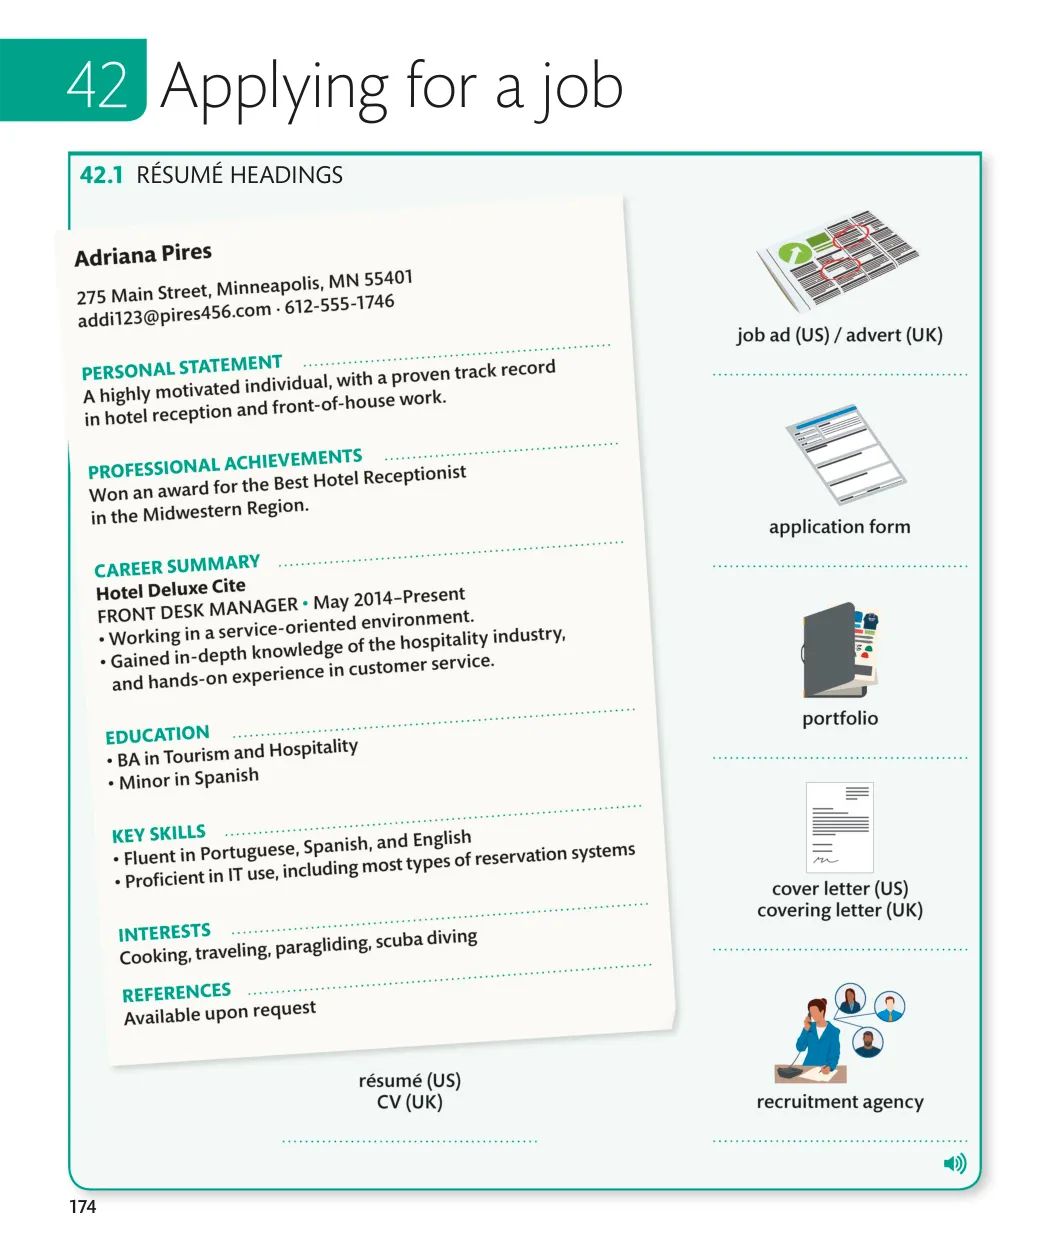 42 Applying for a job
42.1 RÉSUMÉ HEADINGS
Adriana Pires
275 Main Street, Minneapolis, MN 55401
addi123@pires456.com · 612-555-1746
PERSONAL STATEMENT
A highly motivated individual, with a proven track record
in hotel reception and front-of-house work.
PROFESSIONAL ACHIEVEMENTS
Won an award for the Best Hotel Receptionist
in the Midwestern Region.
CAREER SUMMARY
Hotel Deluxe Cite
FRONT DESK MANAGER • May 2014–Present
• Working in a service-oriented environment.
• Gained in-depth knowledge of the hospitality industry,
and hands-on experience in customer service.
EDUCATION
• BA in Tourism and Hospitality
• Minor in Spanish
KEY SKILLS
• Fluent in Portuguese, Spanish, and English
• Proficient in IT use, including most types of reservation systems
INTERESTS
Cooking, traveling, paragliding, scuba diving
REFERENCES
Available upon request
résumé (US)
CV (UK)
job ad (US) / advert (UK)
application form
portfolio
cover letter (US)
covering letter (UK)
recruitment agency
174